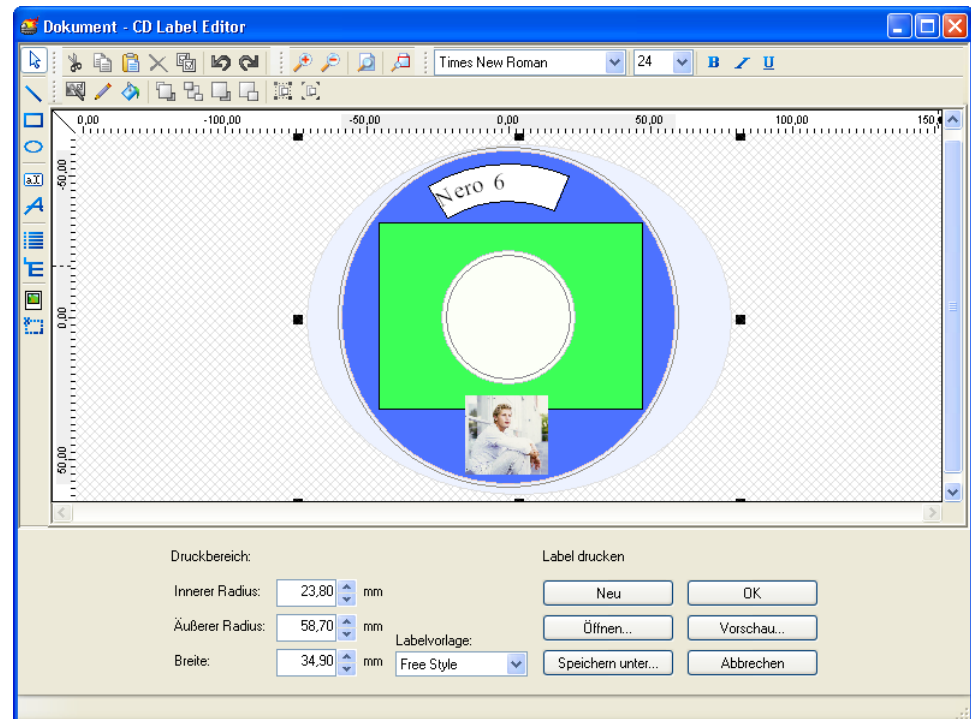 Dokument - CD Label Editor
Times New Roman 24 B I U
0,00 -100,00 -50,00 0,00 50,00 100,00 150,
-50,00
0,00
50,00
Nero 6
Druckbereich: Label drucken
Innerer Radius: 23,80 mm Neu OK
Äußerer Radius: 58,70 mm Öffnen... Vorschau...
Labelvorlage:
Breite: 34,90 mm Free Style Speichern unter... Abbrechen